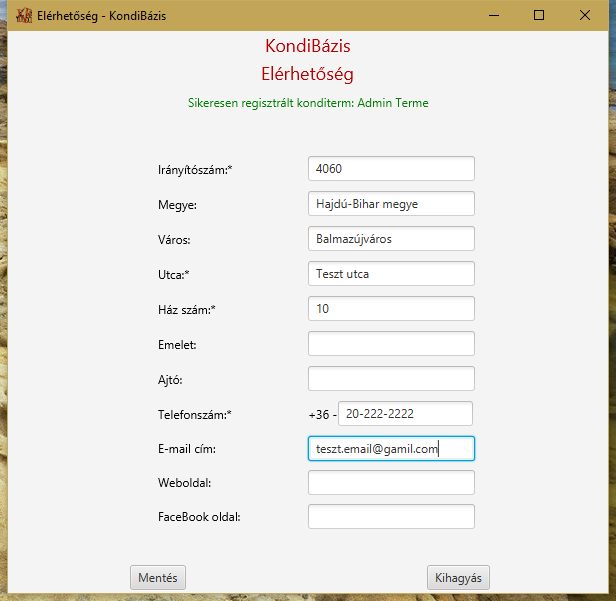 Elérhetőség - KondiBázis
KondiBázis
Elérhetőség
Sikeresen regisztrált konditerm: Admin Terme
Irányítószám:* 4060
Megye: Hajdú-Bihar megye
Város: Balmazújváros
Utca:* Teszt utca
Ház szám:* 10
Emelet:
Ajtó:
Telefonszám:* +36 - 20-222-2222
E-mail cím: teszt.email@gamil.com
Weboldal:
FaceBook oldal:
Mentés Kihagyás